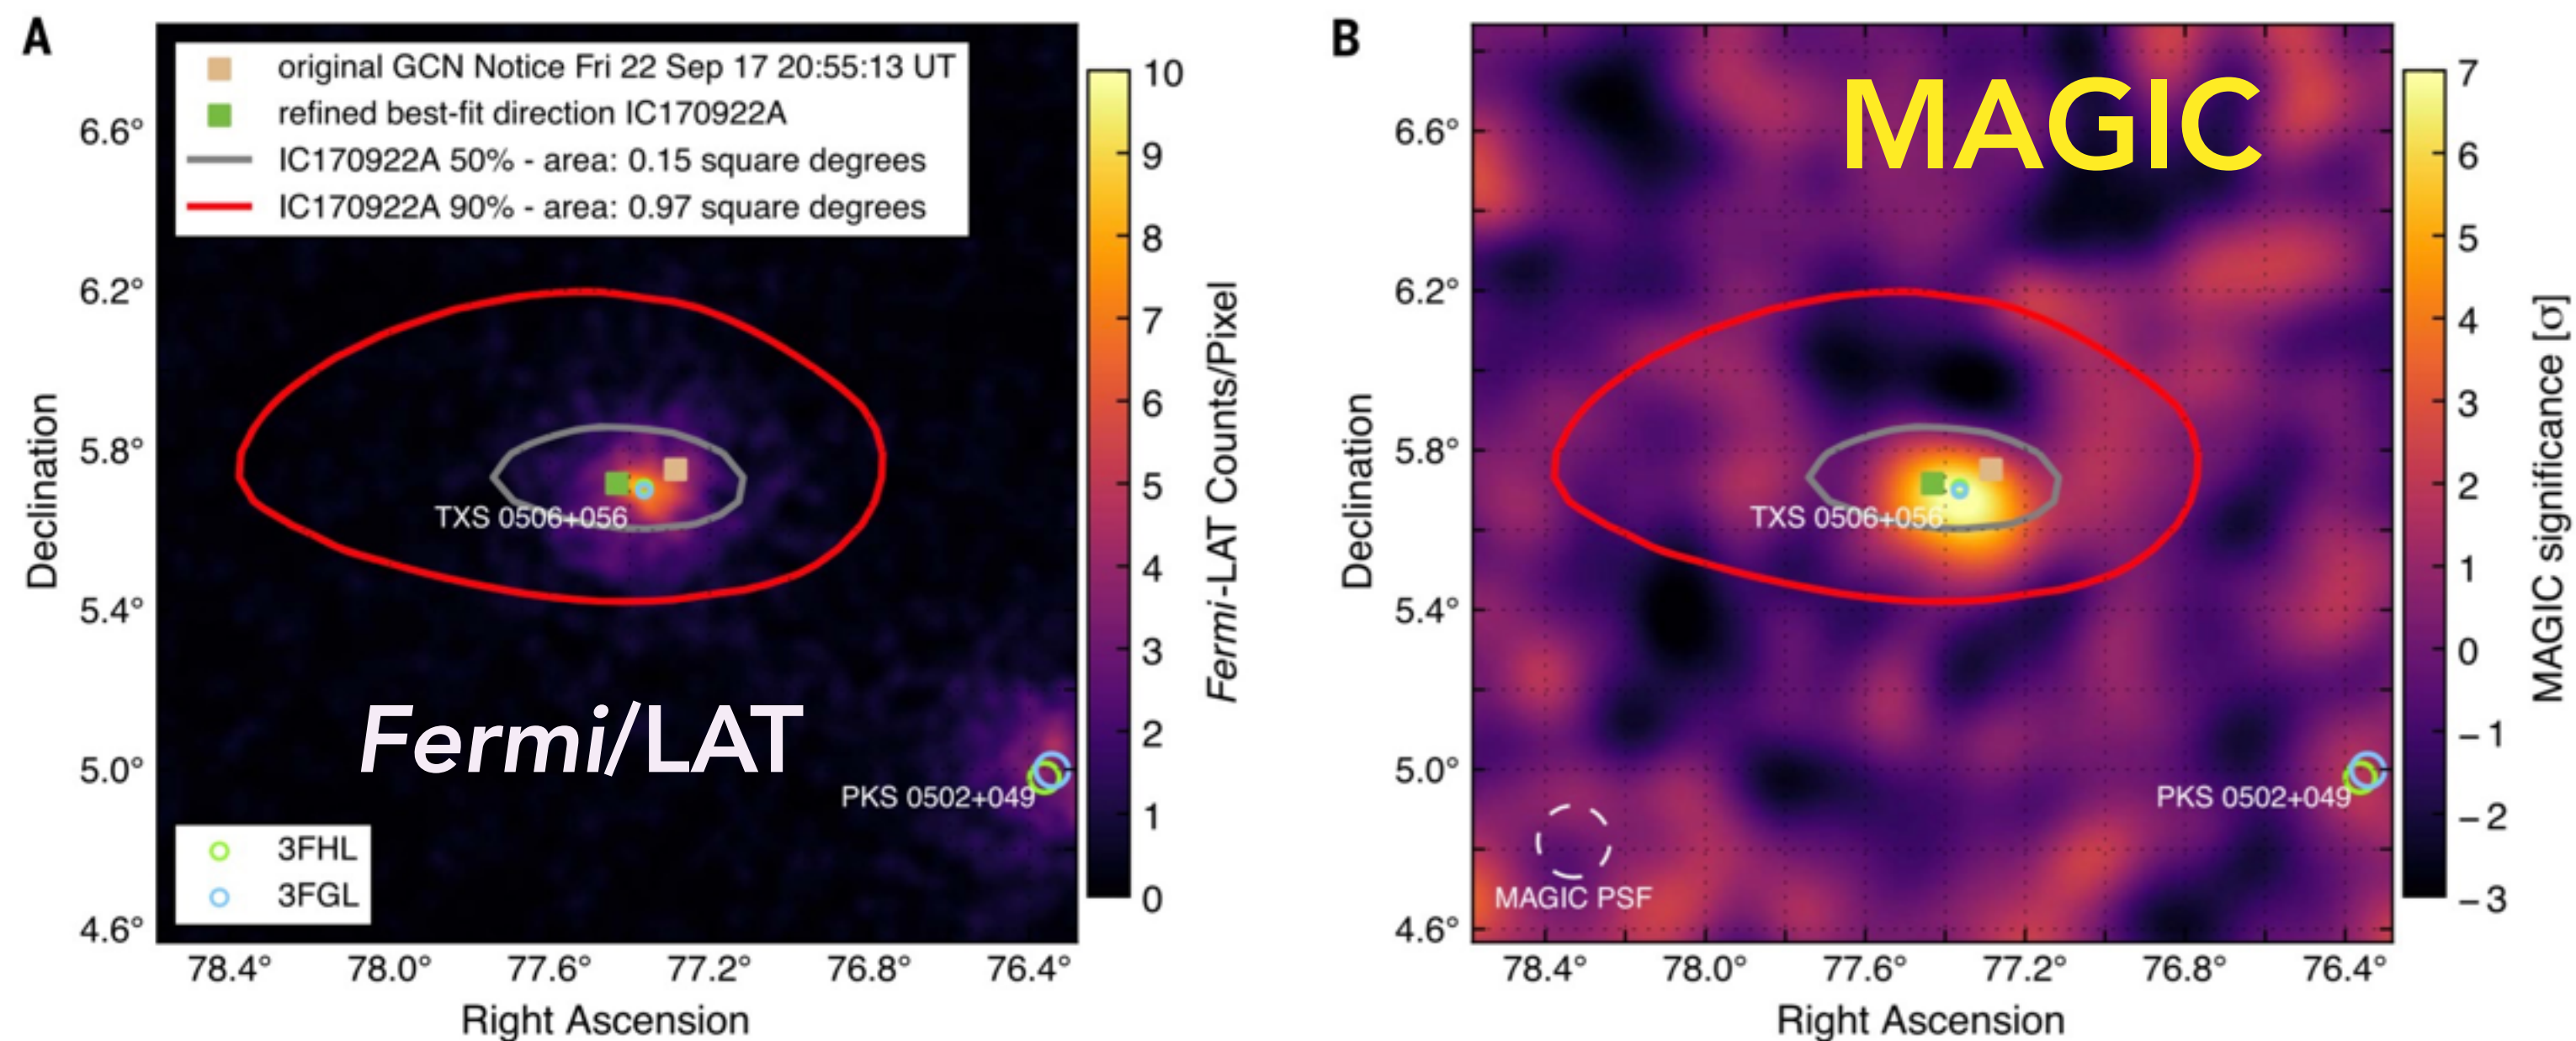 A
original GCN Notice Fri 22 Sep 17 20:55:13 UT
refined best-fit direction IC170922A
IC170922A 50% - area: 0.15 square degrees
IC170922A 90% - area: 0.97 square degrees
6.6°
6.2°
5.8°
5.4°
5.0°
4.6°
Declination
TXS 0506+056
Fermi/LAT
PKS 0502+049
3FHL
3FGL
78.4° 78.0° 77.6° 77.2° 76.8° 76.4°
Right Ascension
10
9
8
7
6
5
4
3
2
1
0
Fermi-LAT Counts/Pixel
B
MAGIC
6.6°
6.2°
5.8°
5.4°
5.0°
4.6°
Declination
TXS 0506+056
PKS 0502+049
MAGIC PSF
78.4° 78.0° 77.6° 77.2° 76.8° 76.4°
Right Ascension
7
6
5
4
3
2
1
0
−1
−2
−3
MAGIC significance [σ]